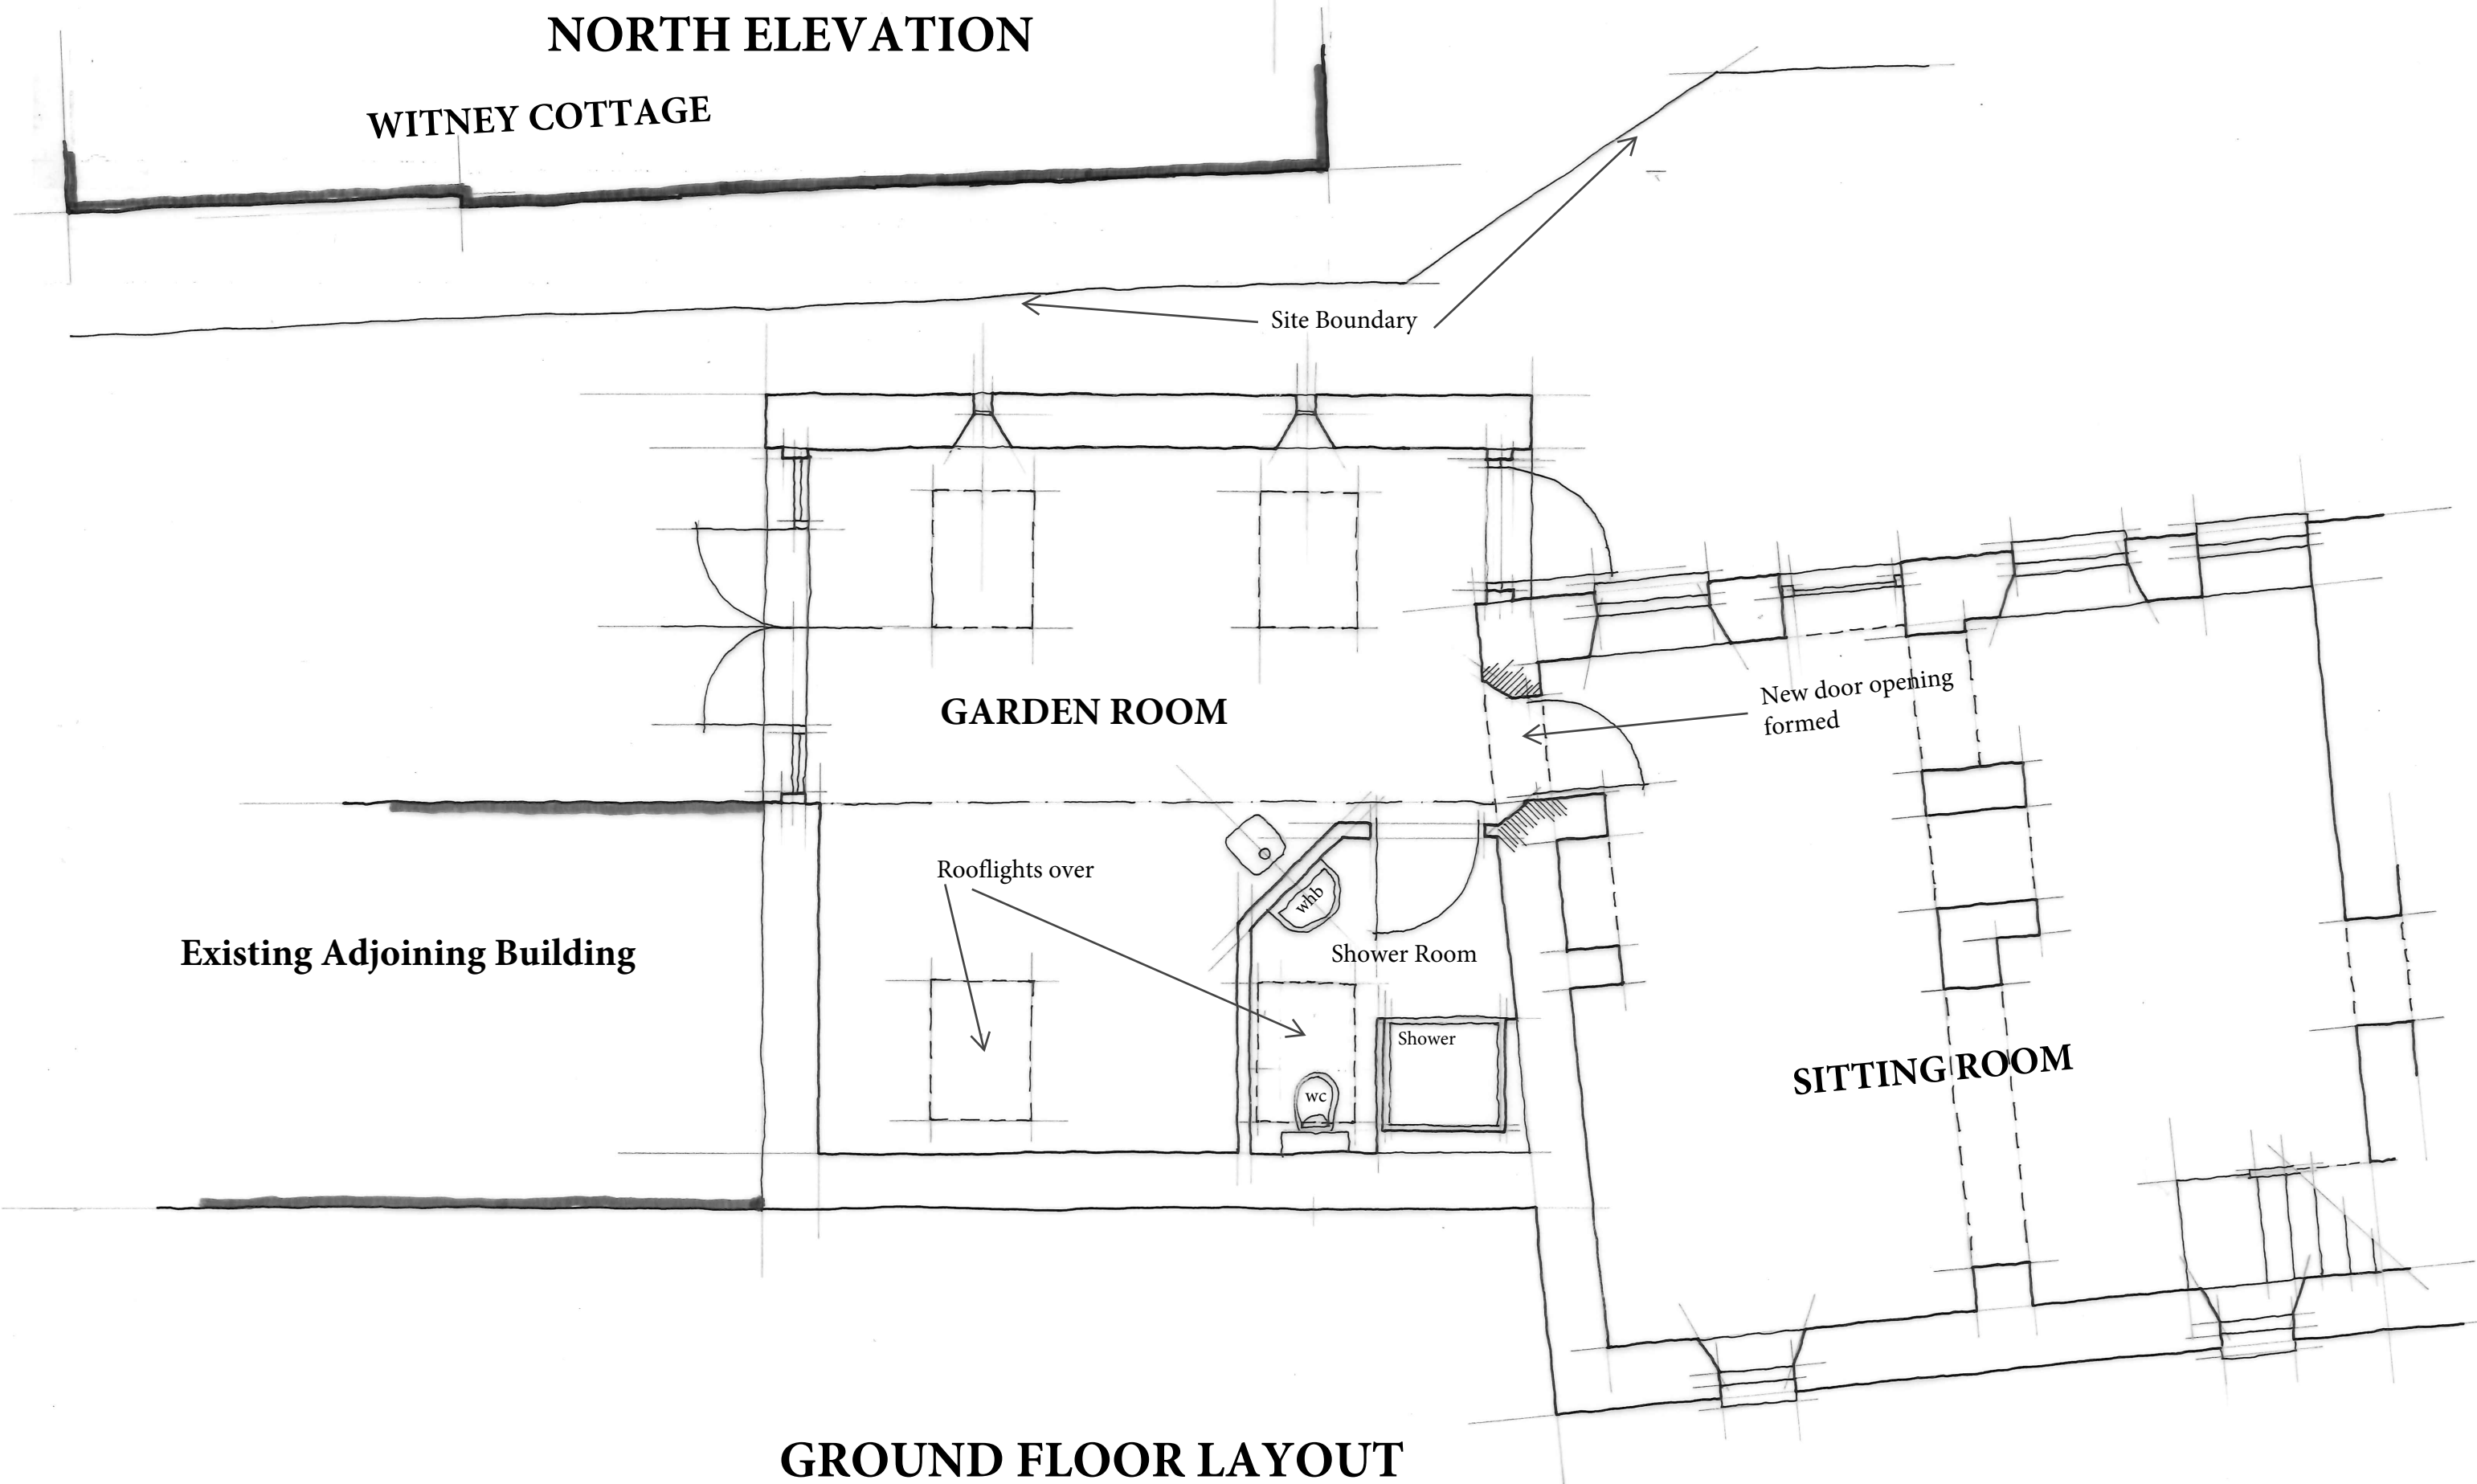 NORTH ELEVATION
WITNEY COTTAGE
Site Boundary
GARDEN ROOM
New door opening
formed
Rooflights over
whb
Existing Adjoining Building
Shower Room
Shower
wc
SITTING ROOM
GROUND FLOOR LAYOUT